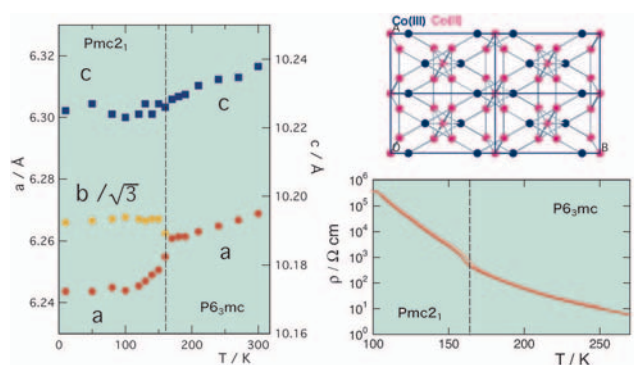 Pmc2₁
c
c
b / √3
a
a
P6₃mc
6.32
6.30
6.28
6.26
6.24
a / Å
10.24
10.22
10.20
10.18
10.16
c / Å
0
100
200
300
T / K
Co(III) Co(II)
A
O
B
P6₃mc
Pmc2₁
10⁶
10⁵
10⁴
10³
10²
10¹
10⁰
ρ / Ω cm
100
150
200
250
T / K